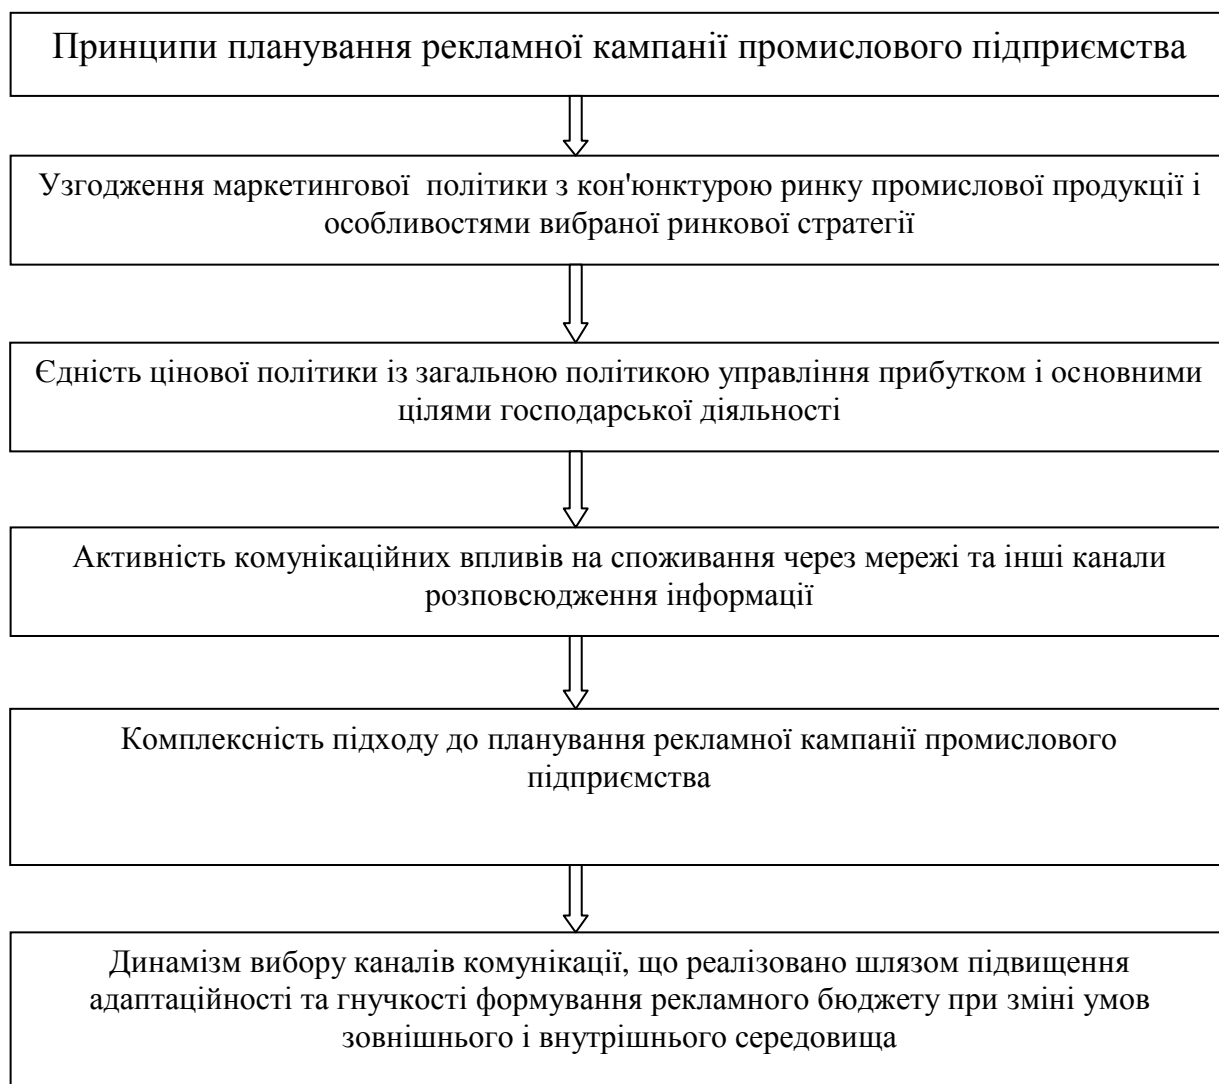 Принципи планування рекламної кампанії промислового підприємства
Узгодження маркетингової  політики з кон'юнктурою ринку промислової продукції і
особливостями вибраної ринкової стратегії
Єдність цінової політики із загальною політикою управління прибутком і основними
цілями господарської діяльності
Активність комунікаційних впливів на споживання через мережі та інші канали
розповсюдження інформації
Комплексність підходу до планування рекламної кампанії промислового
підприємства
Динамізм вибору каналів комунікації, що реалізовано шлязом підвищення
адаптаційності та гнучкості формування рекламного бюджету при зміні умов
зовнішнього і внутрішнього середовища